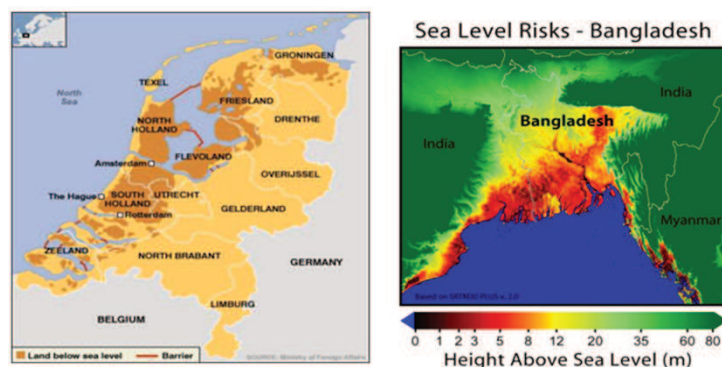 North
Sea
TEXEL
GRONINGEN
FRIESLAND
NORTH
HOLLAND
DRENTHE
FLEVOLAND
Amsterdam
OVERIJSSEL
The Hague
SOUTH
HOLLAND
UTRECHT
GELDERLAND
Rotterdam
ZEELAND
NORTH BRABANT
GERMANY
LIMBURG
BELGIUM
Land below sea level
Barrier
SOURCE: Ministry of Foreign Affairs
Sea Level Risks - Bangladesh
India
Bangladesh
India
Myanmar
0 1 2 3 5 8 12 20 35 60 80
Height Above Sea Level (m)